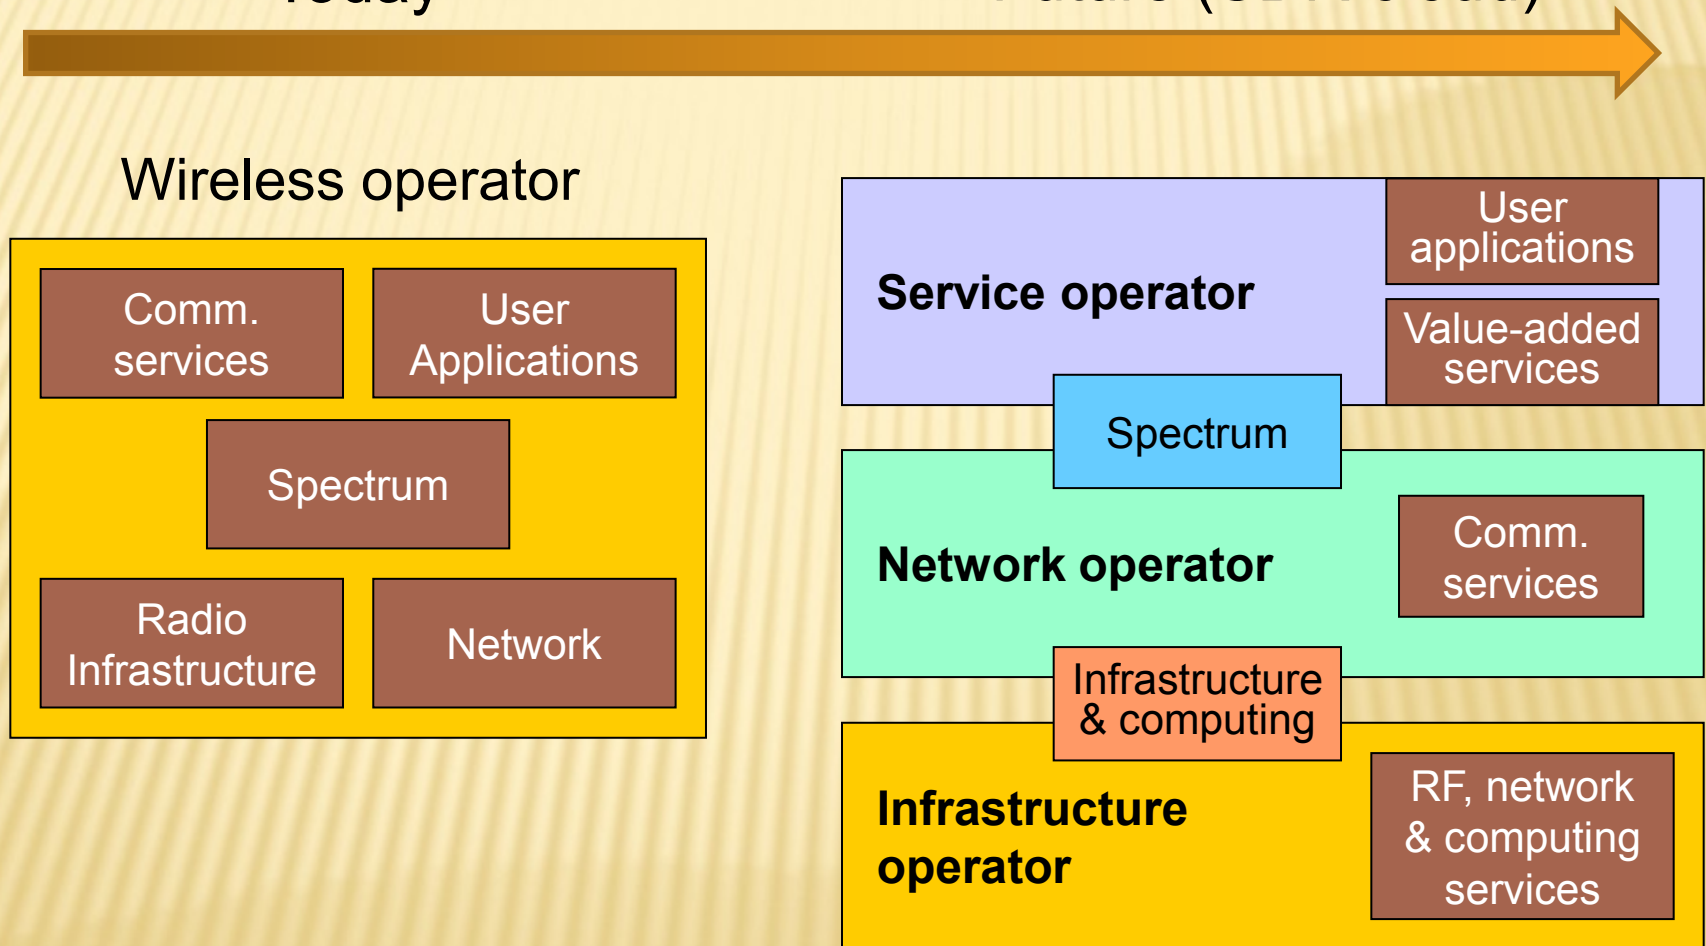 Today
Wireless operator
Comm.
services
User
Applications
Spectrum
Radio
Infrastructure
Network
Service operator
User
applications
Value-added
services
Spectrum
Network operator
Comm.
services
Infrastructure
& computing
Infrastructure
operator
RF, network
& computing
services